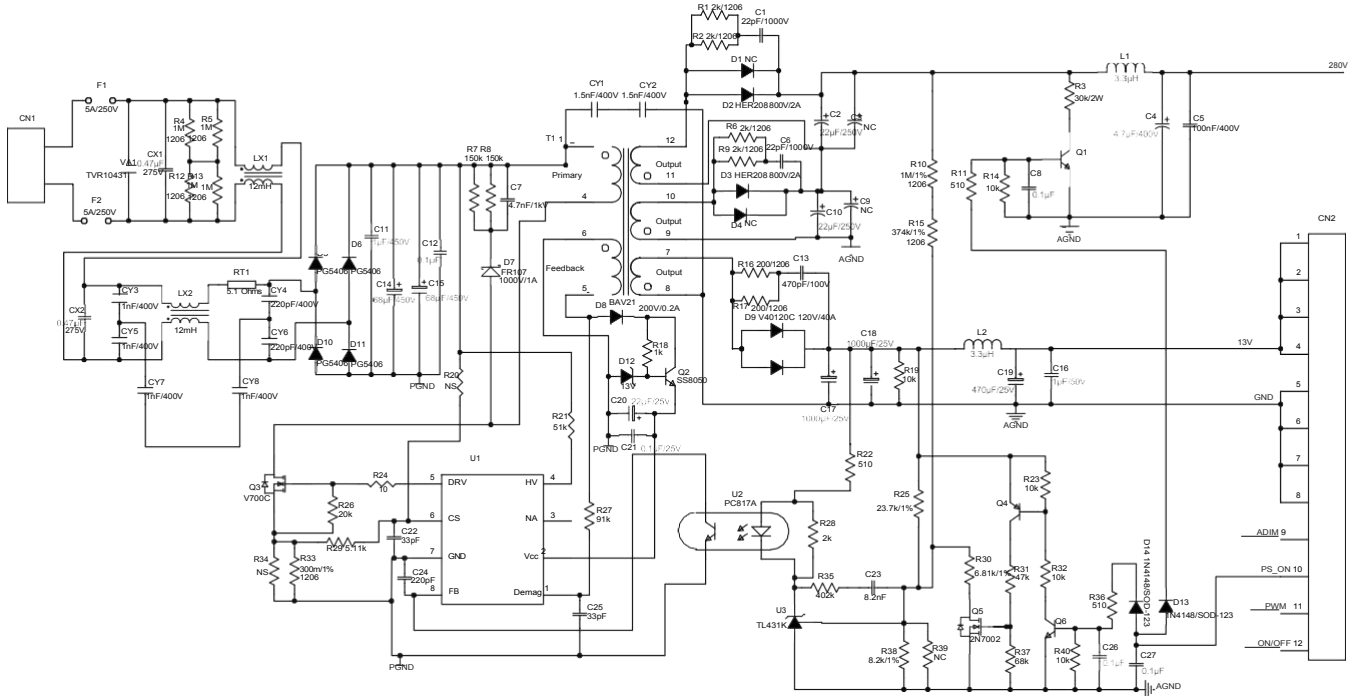 R1 2k/1206
C1
22pF/1000V
R2 2k/1206
D1 NC
D2 HER208 800V/2A
L1
3.3µH
280V
R3
30k/2W
C4
4.7µF/400V
C5
100nF/400V
CN1
F1
5A/250V
F2
5A/250V
TVR10431
CX1
0.47µF
275V
R4
1M
1206
R5
1M
1206
R12
1206
1M
1206
LX1
12mH
CY1
1.5nF/400V
CY2
1.5nF/400V
T1
1
Primary
4
6
Feedback
5
12
Output
11
10
Output
9
7
Output
8
C2
22µF/250V
NC
R6 2k/1206
C6
22pF/1000V
R9 2k/1206
D3 HER208 800V/2A
D4 NC
C10
22µF/250V
C9
NC
AGND
R7 R8
150k 150k
C7
4.7nF/1kV
D7
FR107
1000V/1A
C11
1µF/450V
C12
0.1µF
C14
68µF/450V
C15
68µF/450V
PGND
D6
PG5406
PG5406
D10
PG5406
D11
PG5406
RT1
5.1 Ohms
LX2
12mH
CX2
0.47µF
275V
CY3
1nF/400V
CY5
1nF/400V
CY4
220pF/400V
CY6
220pF/400V
CY7
1nF/400V
CY8
1nF/400V
R10
1M/1%
1206
R15
374k/1%
1206
R11
510
R14
10k
C8
0.1µF
Q1
AGND
R16 200/1206
C13
470pF/100V
R17 200/1206
D9 V40120C 120V/40A
D8 BAV21
200V/0.2A
R18
1k
D12
13V
Q2
SS8050
C20
22µF/25V
C21
0.1µF/25V
PGND
C17
1000µF/25V
C18
1000µF/25V
R19
10k
L2
3.3µH
C19
470µF/25V
C16
1µF/50V
AGND
13V
GND
CN2
1
2
3
4
5
6
7
8
ADIM 9
PS_ON 10
PWM 11
ON/OFF 12
R20
NS
R21
51k
Q3
V700C
R24
10
R26
20k
R29 5.11k
R34
NS
R33
300m/1%
1206
C22
33pF
C24
220pF
U1
5 DRV
6 CS
7 GND
8 FB
HV 4
NA 3
Vcc 2
Demag 1
R27
91k
C25
33pF
PGND
U2
PC817A
R22
510
R28
2k
R25
23.7k/1%
R35
402k
C23
8.2nF
U3
TL431K
R38
8.2k/1%
R39
NC
R30
6.81k/1%
Q5
2N7002
Q4
R23
10k
R31
47k
R32
10k
R37
68k
Q6
R40
10k
C26
0.1µF
R36
510
D14 1N4148/SOD-123
D13
1N4148/SOD-123
C27
0.1µF
AGND